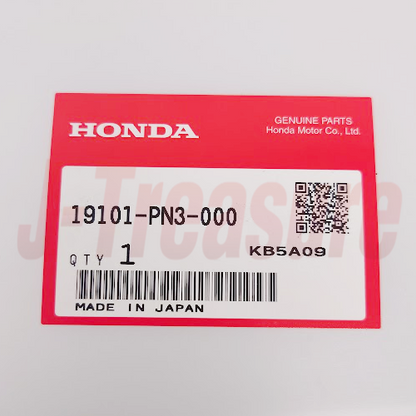 GENUINE PARTS
HONDA
Honda Motor Co., Ltd.
19101-PN3-000
J-Treasure
QTY 1
KB5A09
MADE IN JAPAN